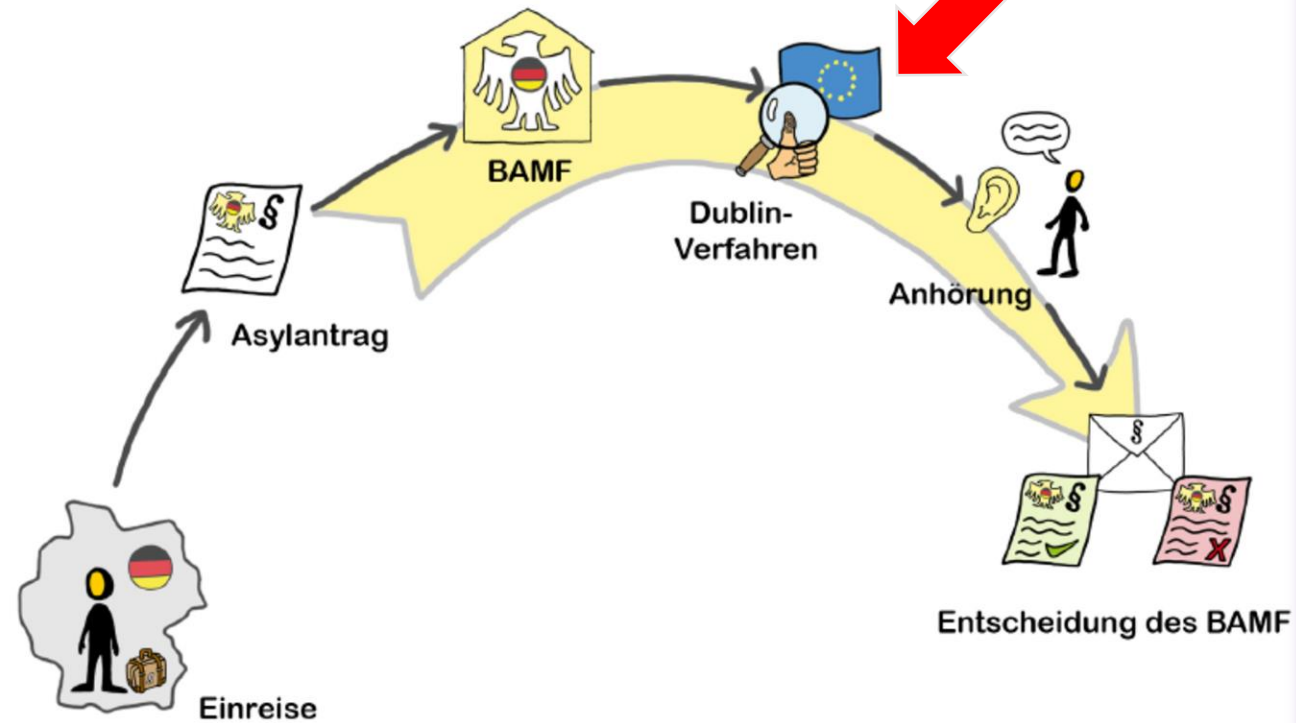 Einreise
Asylantrag
§
BAMF
Dublin-
Verfahren
Anhörung
§
§
§
X
Entscheidung des BAMF